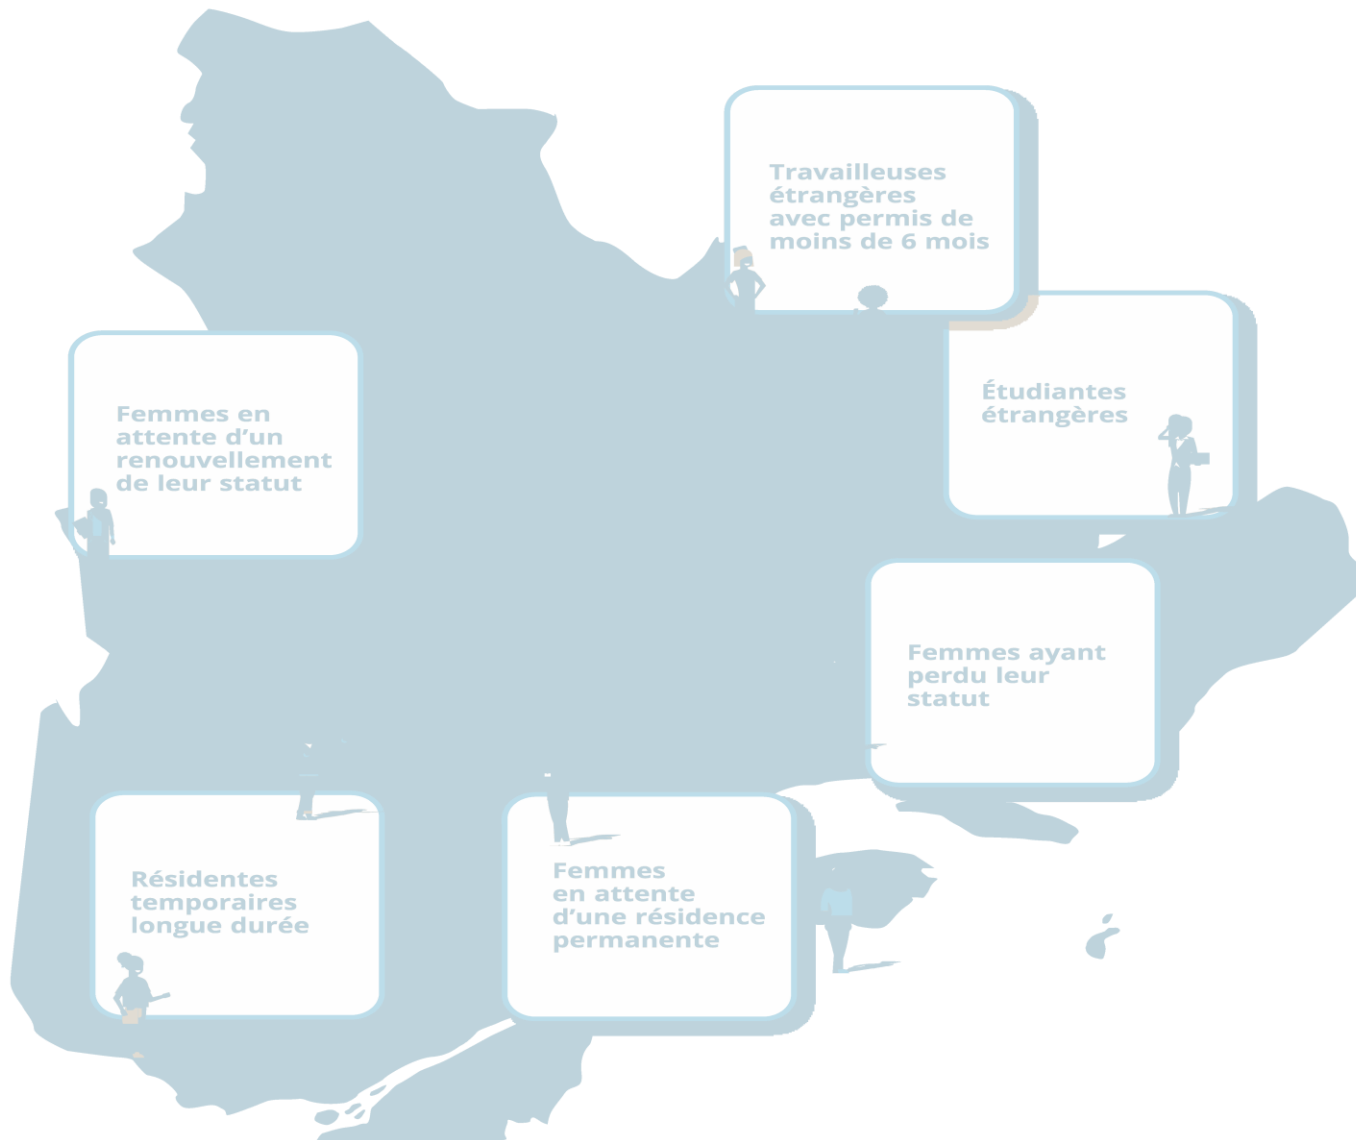 Travailleuses
étrangères
avec permis de
moins de 6 mois
Étudiantes
étrangères
Femmes en
attente d’un
renouvellement
de leur statut
Femmes ayant
perdu leur
statut
Résidentes
temporaires
longue durée
Femmes
en attente
d’une résidence
permanente